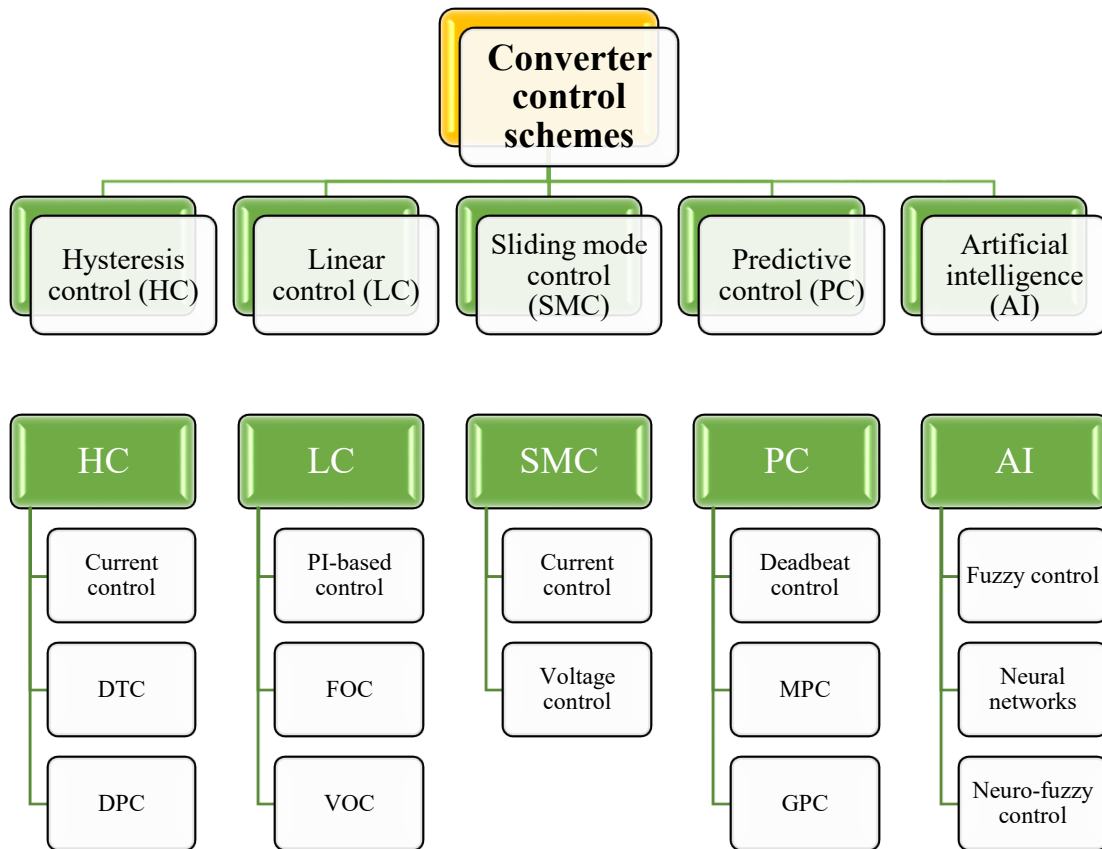 Converter
control
schemes
Hysteresis
control (HC)
Linear
control (LC)
Sliding mode
control
(SMC)
Predictive
control (PC)
Artificial
intelligence
(AI)
HC
Current
control
DTC
DPC
LC
PI-based
control
FOC
VOC
SMC
Current
control
Voltage
control
PC
Deadbeat
control
MPC
GPC
AI
Fuzzy control
Neural
networks
Neuro-fuzzy
control